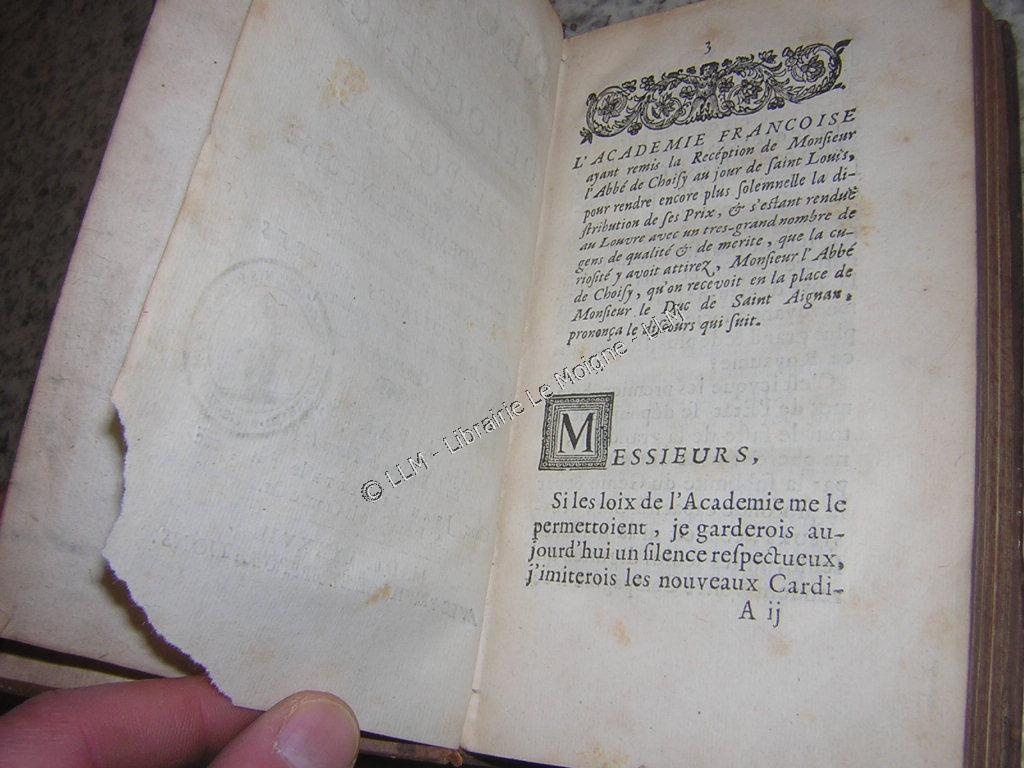 3
L'ACADEMIE FRANCOISE
ayant remis la Recéption de Monſieur
l'Abbé de Choiſy au jour de ſaint Louis,
pour rendre encore plus ſolemnelle la di-
ſtribution de ſes Prix, & s'eſtant renduë
au Louvre avec un tres-grand nombre de
gens de qualité & de merite, que la cu-
rioſité y avoit attirez, Monſieur l'Abbé
de Choiſy, qu'on recevoit en la place de
Monſieur le Duc de Saint Aignan,
prononça le diſcours qui ſuit.
MESSIEURS,
Si les loix de l'Academie me le
permettoient, je garderois au-
jourd'hui un ſilence reſpectueux,
j'imiterois les nouveaux Cardi-
A ij
© LLM - Librairie Le Moigne - LLM